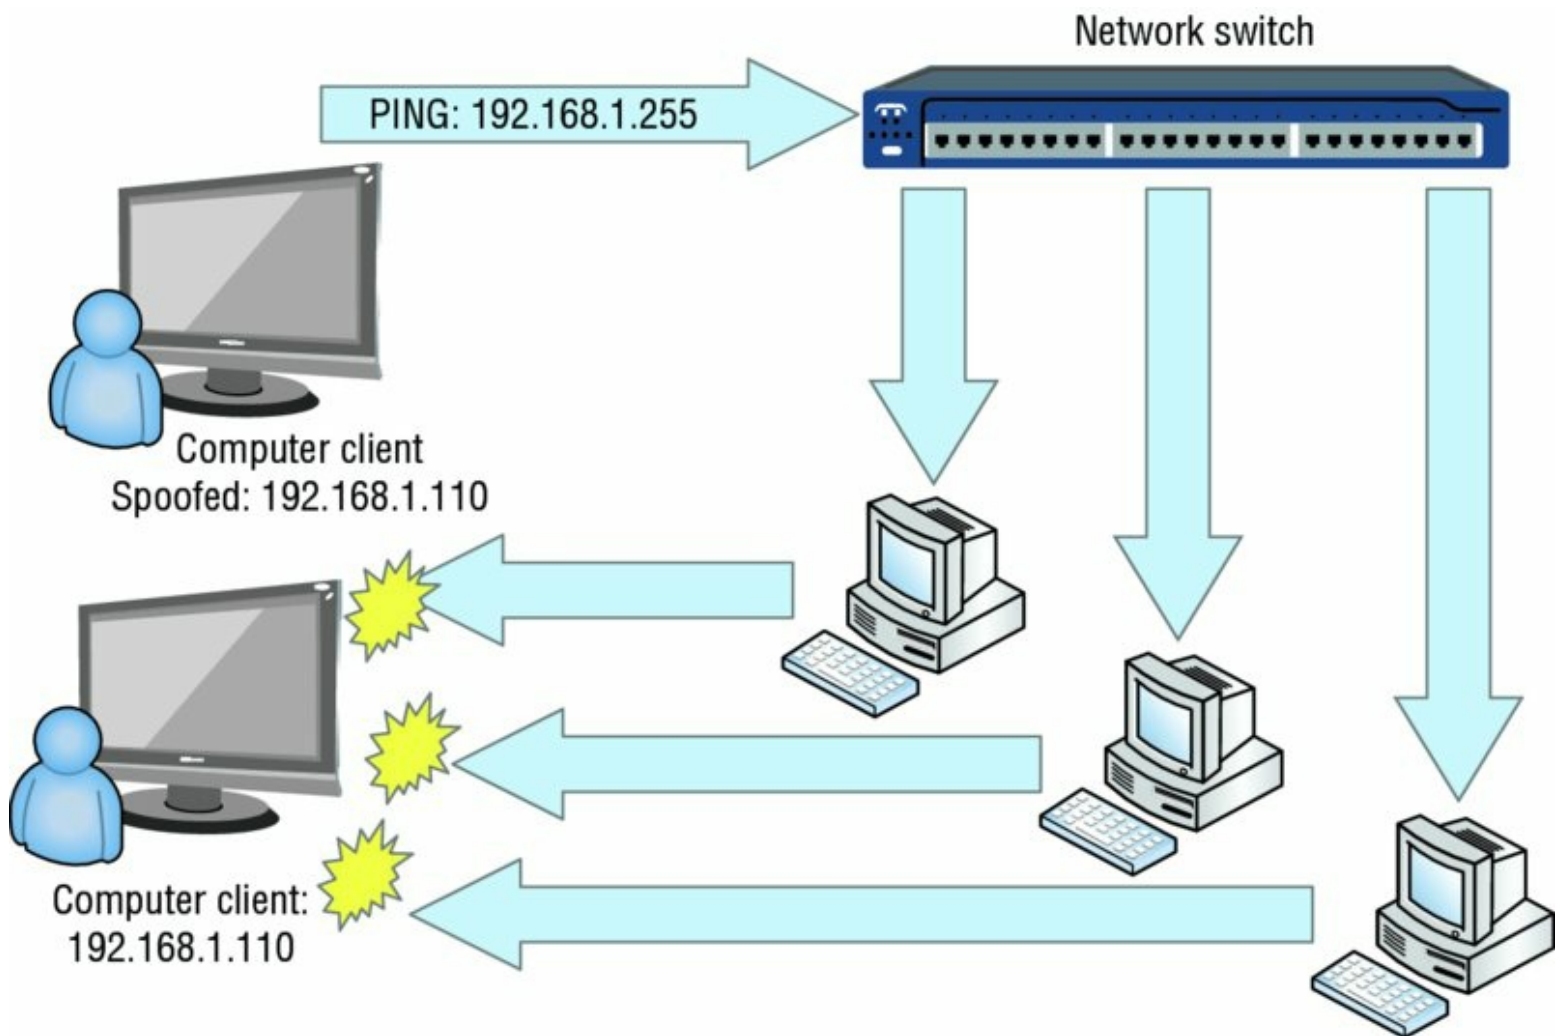 Network switch
PING: 192.168.1.255
Computer client
Spoofed: 192.168.1.110
Computer client:
192.168.1.110